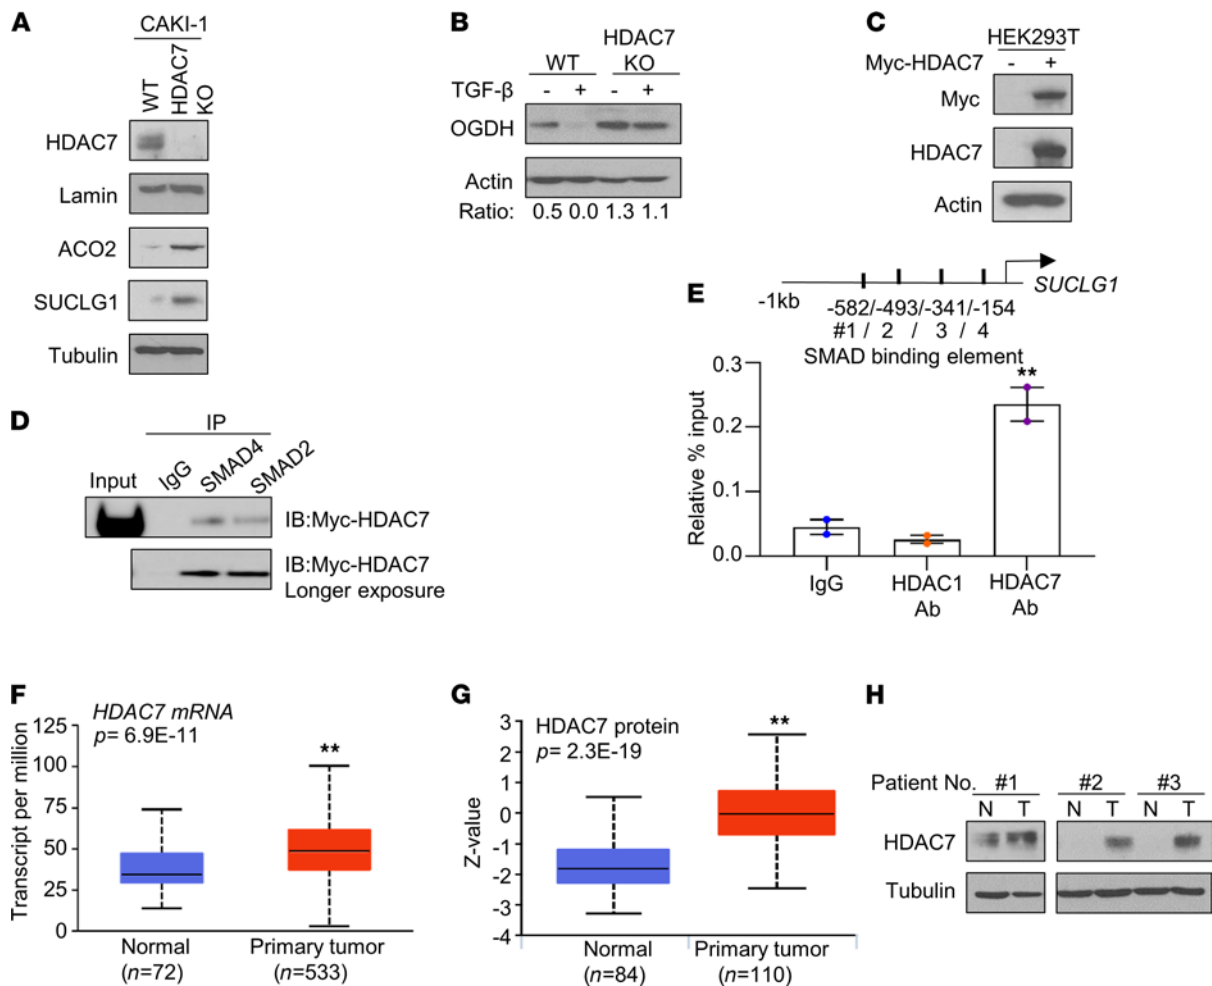 A
CAKI-1
WT
HDAC7
KO
HDAC7
Lamin
ACO2
SUCLG1
Tubulin
B
HDAC7
WT KO
TGF-β - + - +
OGDH
Actin
Ratio: 0.5 0.0 1.3 1.1
C
HEK293T
Myc-HDAC7 - +
Myc
HDAC7
Actin
D
IP
Input IgG SMAD4 SMAD2
IB:Myc-HDAC7
IB:Myc-HDAC7
Longer exposure
E
-1kb
SUCLG1
-582/-493/-341/-154
#1 / 2 / 3 / 4
SMAD binding element
Relative % input
0.3
0.2
0.1
0.0
**
IgG
HDAC1
Ab
HDAC7
Ab
F
HDAC7 mRNA
p= 6.9E-11
Transcript per million
125
100
75
50
25
0
**
Normal
(n=72)
Primary tumor
(n=533)
G
HDAC7 protein
p= 2.3E-19
Z-value
3
2
1
0
-1
-2
-3
-4
**
Normal
(n=84)
Primary tumor
(n=110)
H
Patient No. #1 #2 #3
N T N T N T
HDAC7
Tubulin